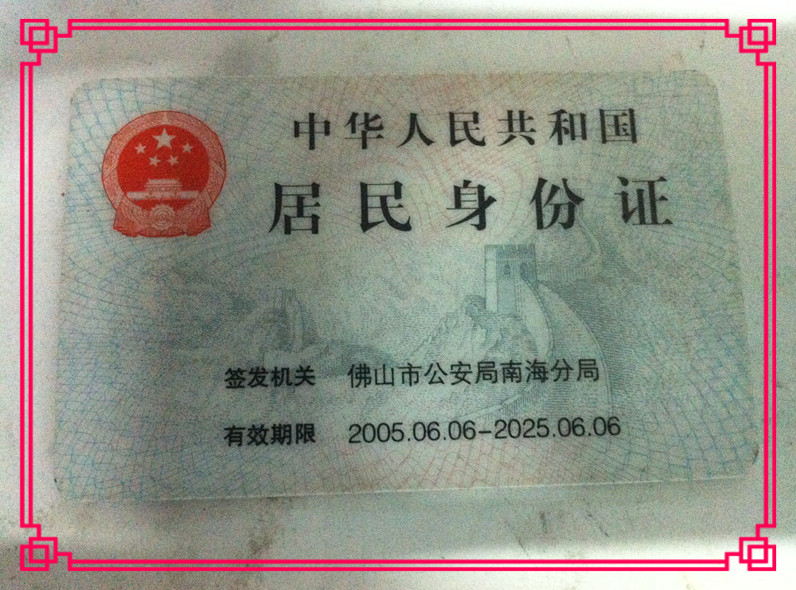 中华人民共和国
居民身份证
签发机关 佛山市公安局南海分局
有效期限 2005.06.06-2025.06.06